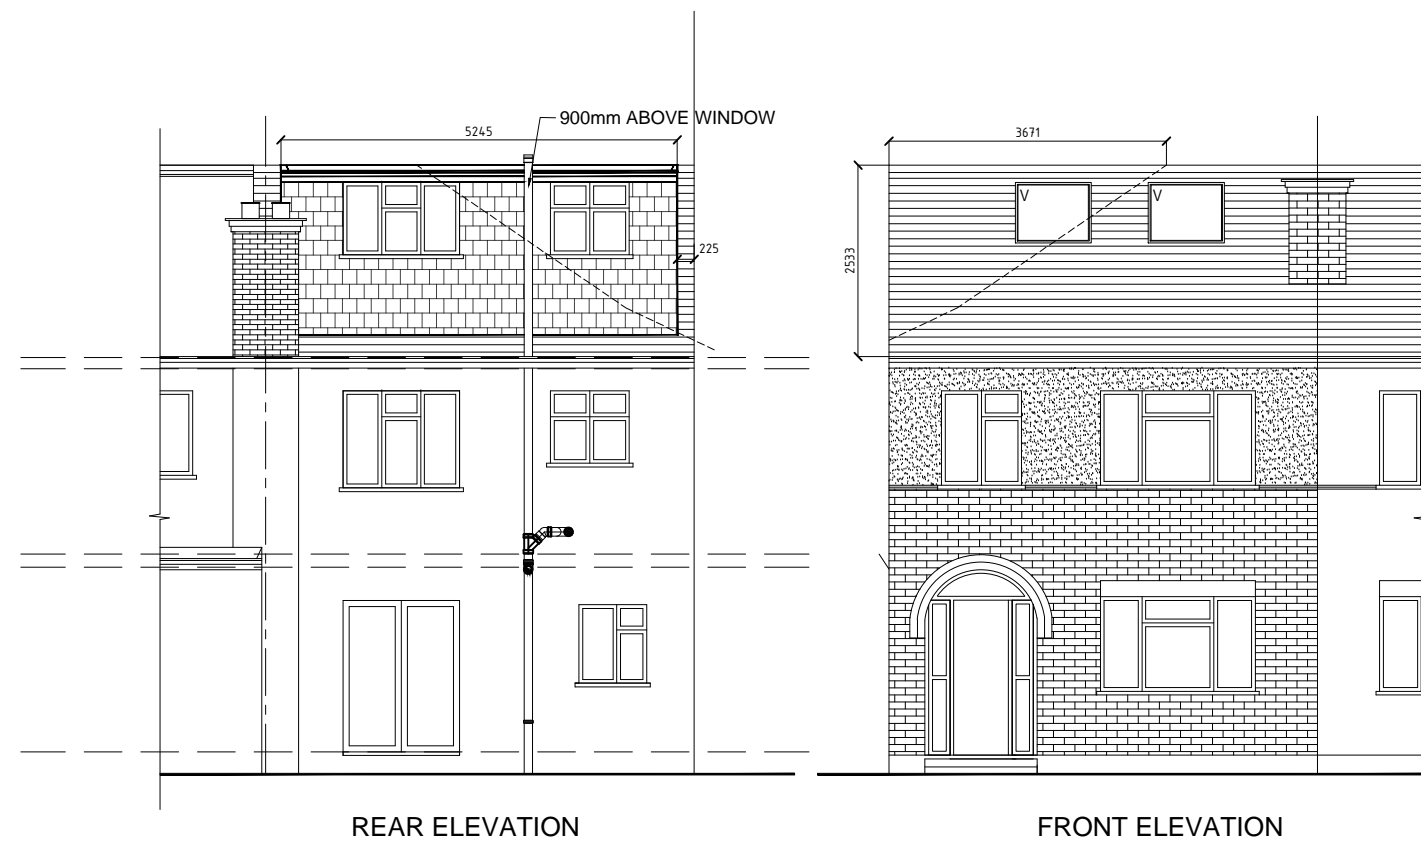 900mm ABOVE WINDOW
5245
3671
V
V
225
2533
REAR ELEVATION
FRONT ELEVATION